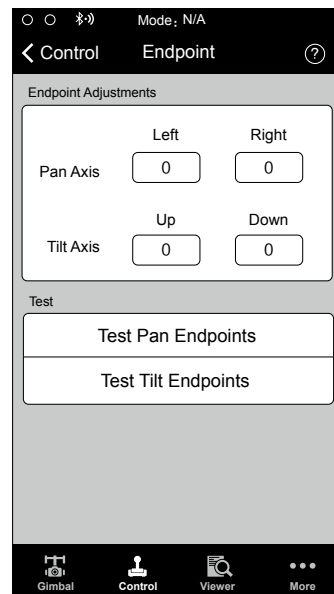 Mode: N/A
Control Endpoint ?
Endpoint Adjustments
Left Right
Pan Axis 0 0
Up Down
Tilt Axis 0 0
Test
Test Pan Endpoints
Test Tilt Endpoints
Gimbal Control Viewer More